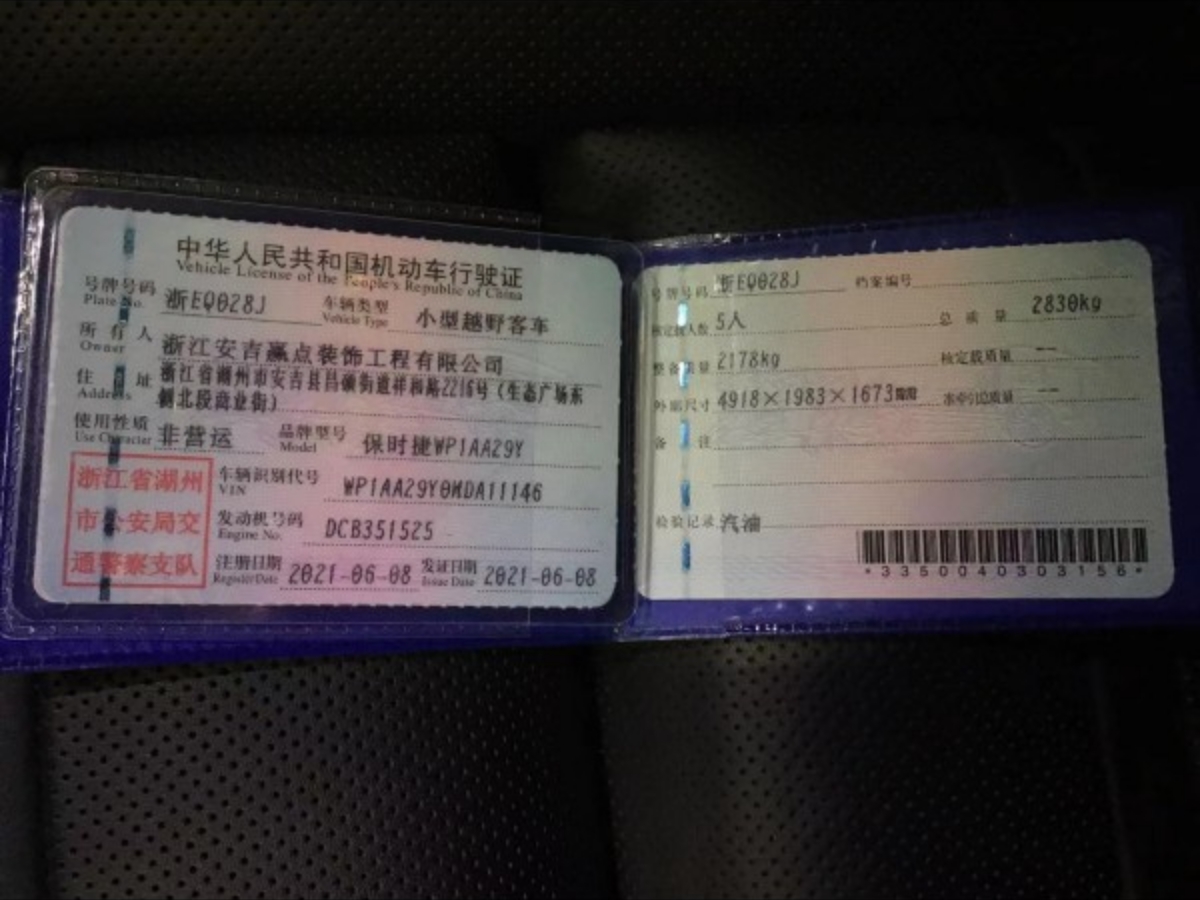 中华人民共和国机动车行驶证
Vehicle License of the People's Republic of China
号牌号码 浙EQ028J 车辆类型 小型越野客车
Plate No. Vehicle Type
所有人 浙江安吉赢点装饰工程有限公司
Owner
住址 浙江省湖州市安吉县昌硕街道祥和路2216号（生态广场东
Address 侧北段商业街）
使用性质 非营运 品牌型号 保时捷WP1AA29Y
Use Character Model
浙江省湖州
市公安局交
通警察支队
车辆识别代号 WP1AA29Y0MDA11146
VIN
发动机号码 DCB351525
Engine No.
注册日期 2021-06-08 发证日期 2021-06-08
Register Date Issue Date
号牌号码 浙EQ028J 档案编号
核定载人数 5人 总质量 2830kg
整备质量 2178kg 核定载质量 --
外廓尺寸 4918×1983×1673mm 准牵引总质量 --
备注
检验记录 汽油
*3350040303156*